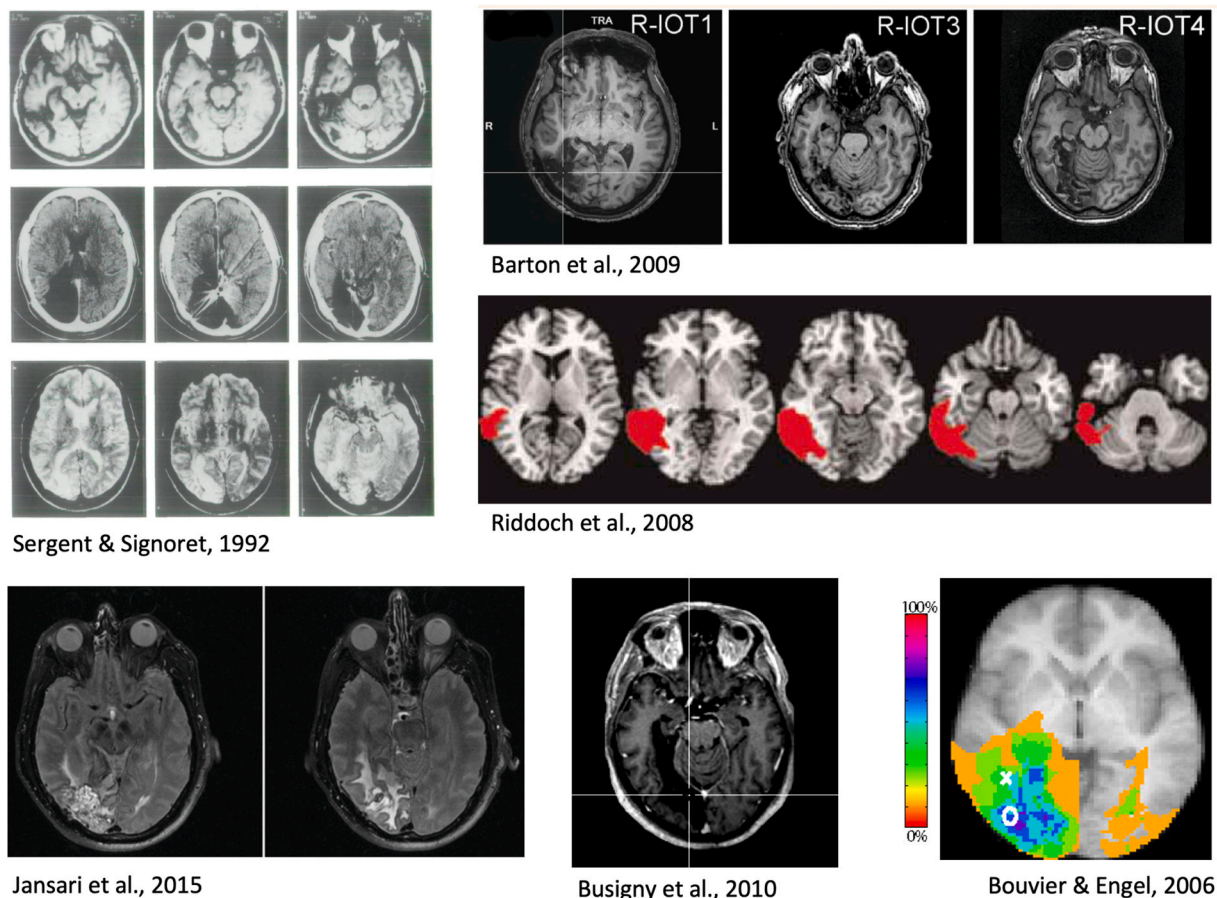 TRA
R-IOT1
R-IOT3
R-IOT4
R
L
Barton et al., 2009
Riddoch et al., 2008
Sergent & Signoret, 1992
100%
0%
Jansari et al., 2015
Busigny et al., 2010
Bouvier & Engel, 2006